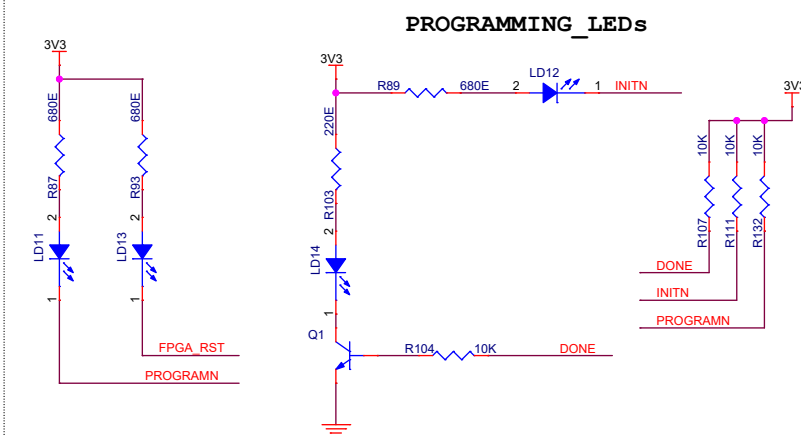 PROGRAMMING_LEDs
3V3
680E
680E
R87
R93
2
2
LD11
LD13
1
1
FPGA_RST
PROGRAMN
3V3
R89
680E
2
LD12
1
INITN
220E
R103
2
LD14
1
Q1
R104
10K
DONE
3V3
10K
10K
10K
R107
R111
R132
DONE
INITN
PROGRAMN